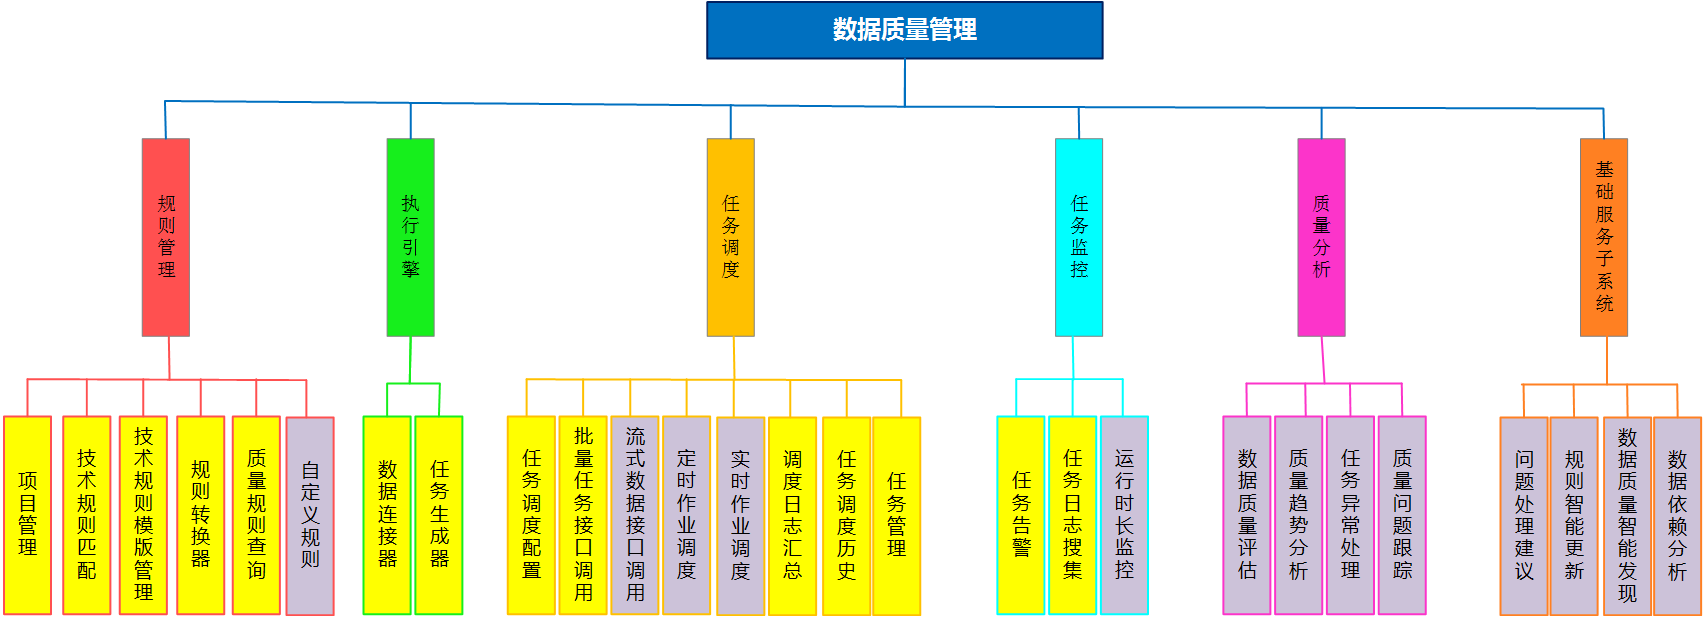 数据质量管理
规则管理
执行引擎
任务调度
任务监控
质量分析
基础服务子系统
项目管理
技术规则匹配
技术规则模版管理
规则转换器
质量规则查询
自定义规则
数据连接器
任务生成器
任务调度配置
批量任务接口调用
流式数据接口调用
定时作业调度
实时作业调度
调度日志汇总
任务调度历史
任务管理
任务告警
任务日志搜集
运行时长监控
数据质量评估
质量趋势分析
任务异常处理
质量问题跟踪
问题处理建议
规则智能更新
数据质量智能发现
数据依赖分析